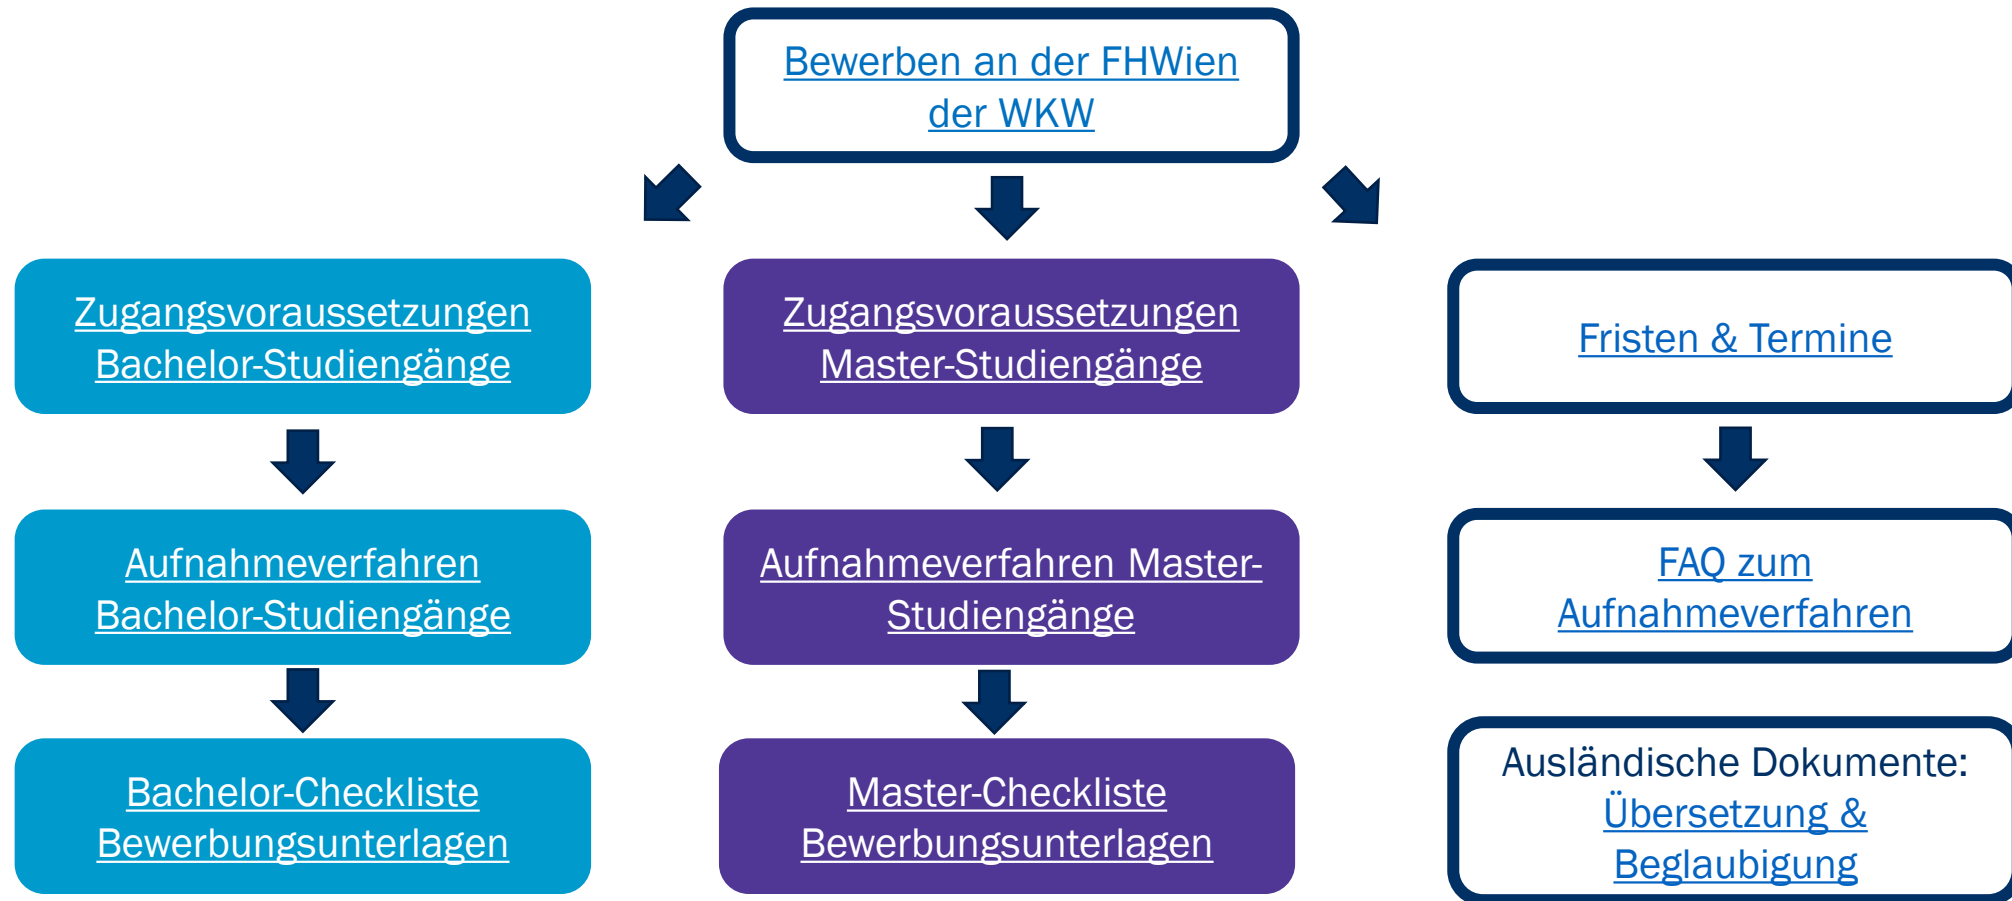 Bewerben an der FHWien
der WKW
Zugangsvoraussetzungen
Bachelor-Studiengänge
Zugangsvoraussetzungen
Master-Studiengänge
Fristen & Termine
Aufnahmeverfahren
Bachelor-Studiengänge
Aufnahmeverfahren Master-
Studiengänge
FAQ zum
Aufnahmeverfahren
Bachelor-Checkliste
Bewerbungsunterlagen
Master-Checkliste
Bewerbungsunterlagen
Ausländische Dokumente:
Übersetzung &
Beglaubigung